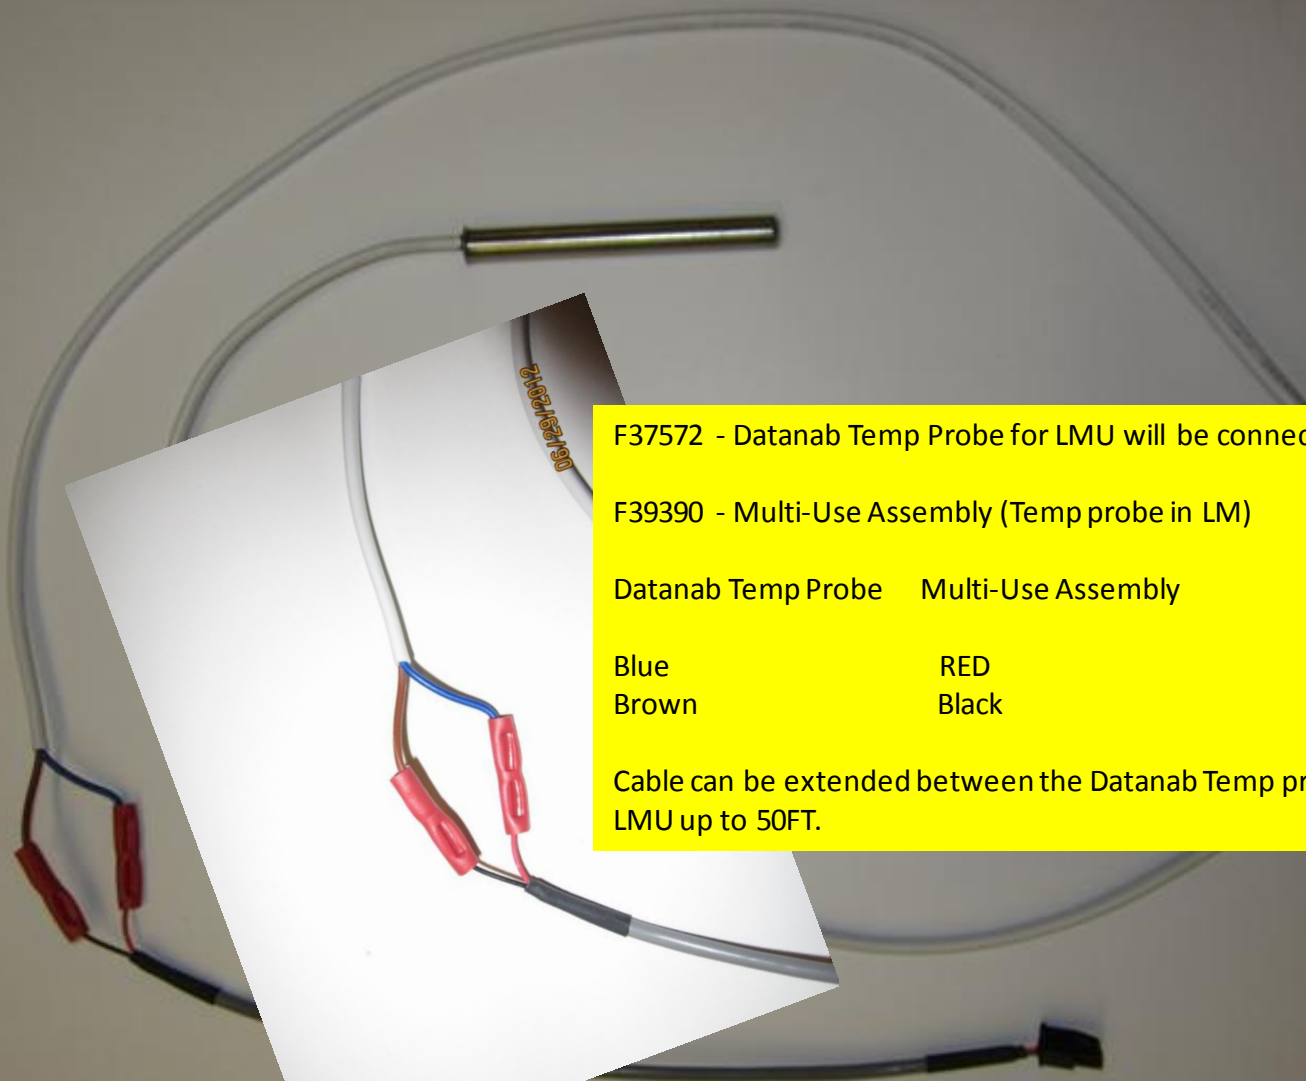 06/29/2012
F37572 - Datanab Temp Probe for LMU will be connec
F39390 - Multi-Use Assembly (Temp probe in LM)
Datanab Temp Probe Multi-Use Assembly
Blue RED
Brown Black
Cable can be extended between the Datanab Temp pr
LMU up to 50FT.